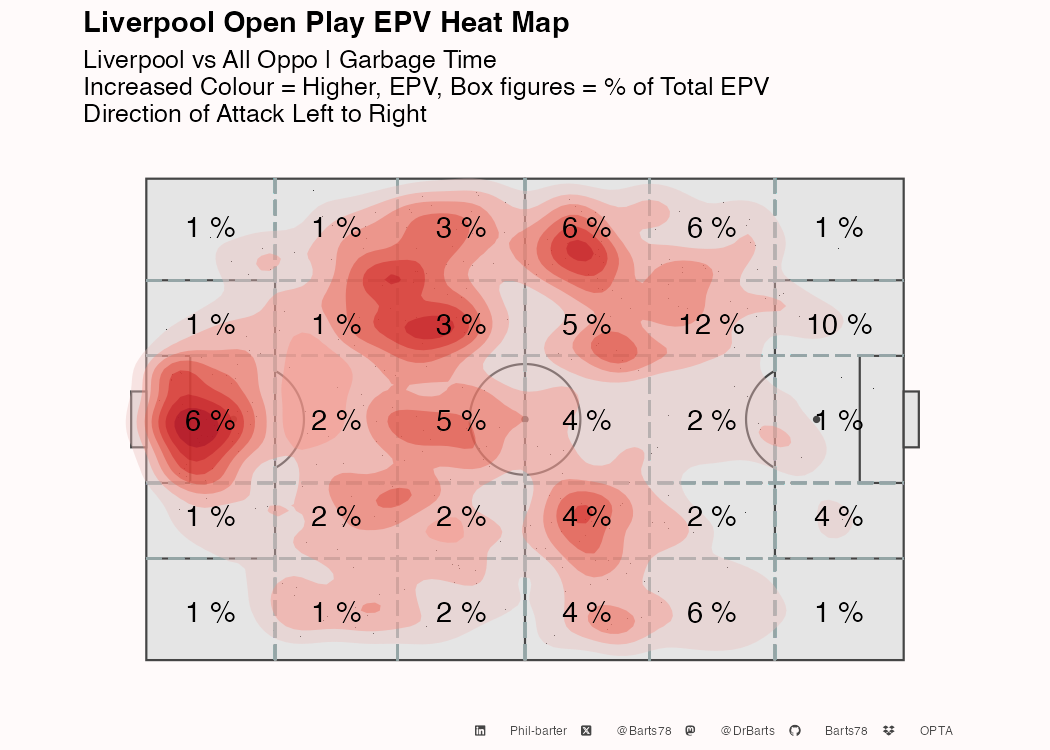 Liverpool Open Play EPV Heat Map
Liverpool vs All Oppo | Garbage Time
Increased Colour = Higher, EPV, Box figures = % of Total EPV
Direction of Attack Left to Right
1 % 1 % 3 % 6 % 6 % 1 %
1 % 1 % 3 % 5 % 12 % 10 %
6 % 2 % 5 % 4 % 2 % 1 %
1 % 2 % 2 % 4 % 2 % 4 %
1 % 1 % 2 % 4 % 6 % 1 %
Phil-barter @Barts78 @DrBarts Barts78 OPTA